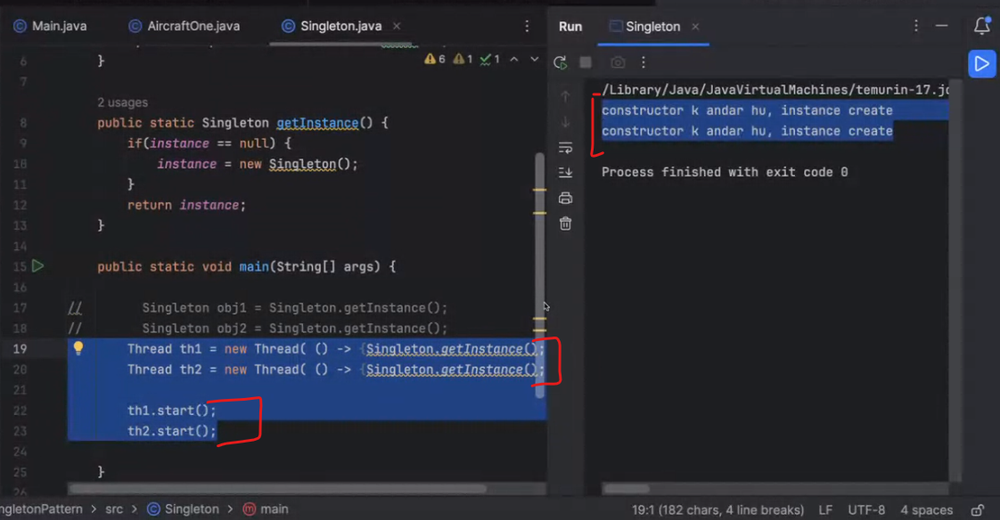 Main.java
AircraftOne.java
Singleton.java
Run
Singleton
6
1
1
6 }
7
2 usages
8 public static Singleton getInstance() {
9 if(instance == null) {
10 instance = new Singleton();
11 }
12 return instance;
13 }
14
15 public static void main(String[] args) {
16
17 // Singleton obj1 = Singleton.getInstance();
18 // Singleton obj2 = Singleton.getInstance();
19 Thread th1 = new Thread( () -> {Singleton.getInstance();
20 Thread th2 = new Thread( () -> {Singleton.getInstance();
21
22 th1.start();
23 th2.start();
24
25 }
26
/Library/Java/JavaVirtualMachines/temurin-17.jd
constructor k andar hu, instance create
constructor k andar hu, instance create
Process finished with exit code 0
ngletonPattern > src > Singleton > main
19:1 (182 chars, 4 line breaks) LF UTF-8 4 spaces